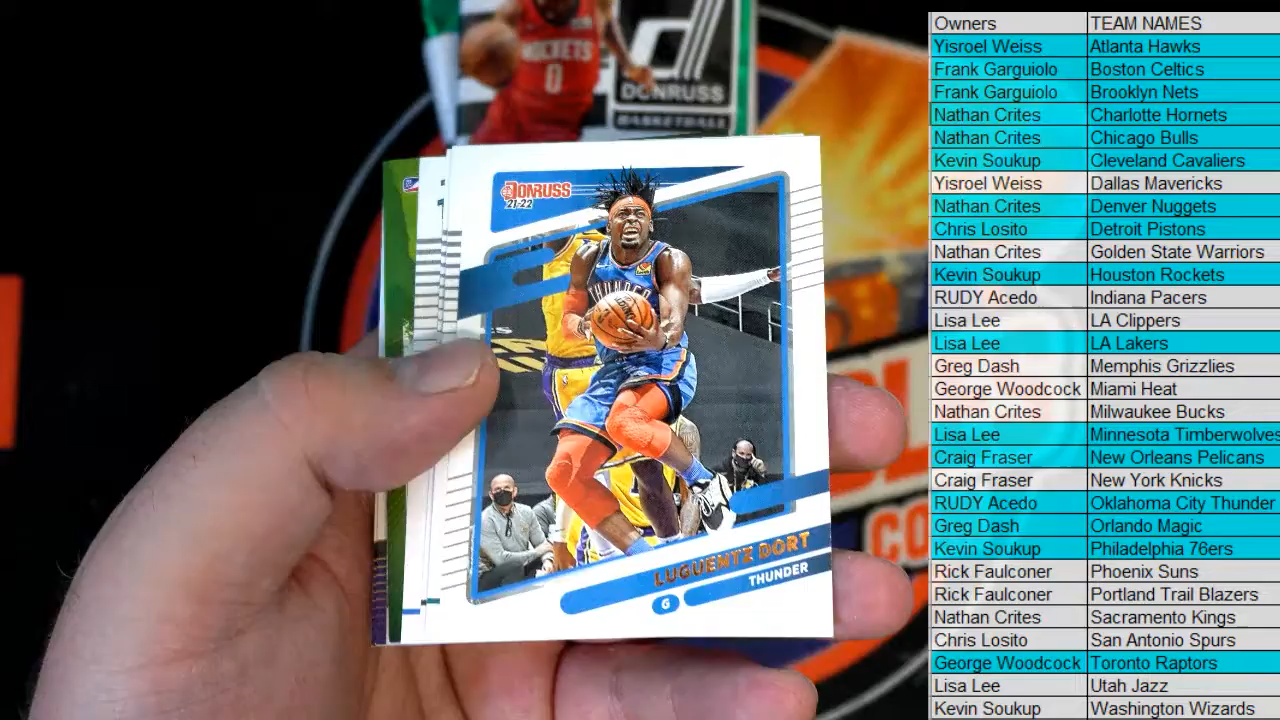 ROCKETS
0
DONRUSS
BASKETBALL
DONRUSS
21-22
THUNDER
LUGUENTZ DORT
THUNDER
G
Owners TEAM NAMES
Yisroel Weiss Atlanta Hawks
Frank Garguiolo Boston Celtics
Frank Garguiolo Brooklyn Nets
Nathan Crites Charlotte Hornets
Nathan Crites Chicago Bulls
Kevin Soukup Cleveland Cavaliers
Yisroel Weiss Dallas Mavericks
Nathan Crites Denver Nuggets
Chris Losito Detroit Pistons
Nathan Crites Golden State Warriors
Kevin Soukup Houston Rockets
RUDY Acedo Indiana Pacers
Lisa Lee LA Clippers
Lisa Lee LA Lakers
Greg Dash Memphis Grizzlies
George Woodcock Miami Heat
Nathan Crites Milwaukee Bucks
Lisa Lee Minnesota Timberwolves
Craig Fraser New Orleans Pelicans
Craig Fraser New York Knicks
RUDY Acedo Oklahoma City Thunder
Greg Dash Orlando Magic
Kevin Soukup Philadelphia 76ers
Rick Faulconer Phoenix Suns
Rick Faulconer Portland Trail Blazers
Nathan Crites Sacramento Kings
Chris Losito San Antonio Spurs
George Woodcock Toronto Raptors
Lisa Lee Utah Jazz
Kevin Soukup Washington Wizards